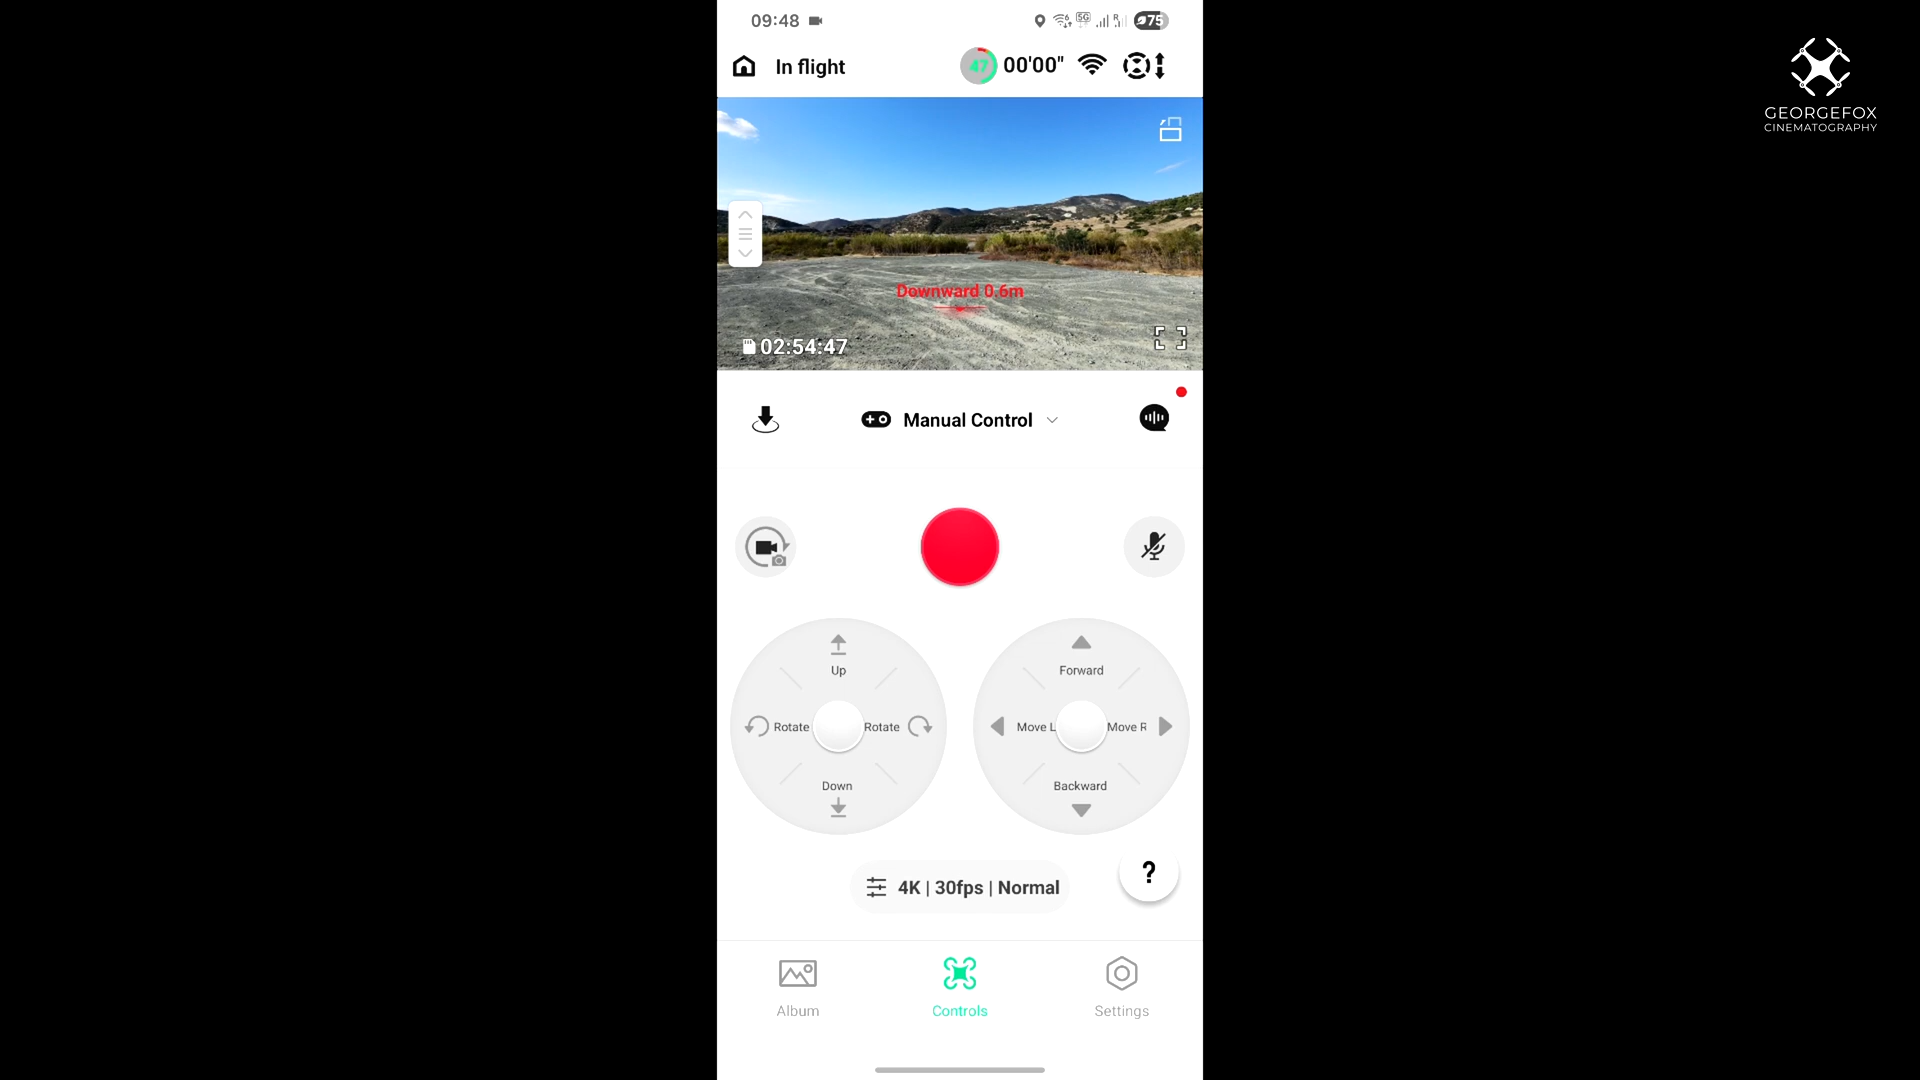 09:48
5G
R
75
In flight
47
00'00"
GEORGEFOX
CINEMATOGRAPHY
Downward 0.6m
02:54:47
Manual Control
Up
Rotate
Rotate
Down
Forward
Move L
Move R
Backward
4K | 30fps | Normal
?
Album
Controls
Settings